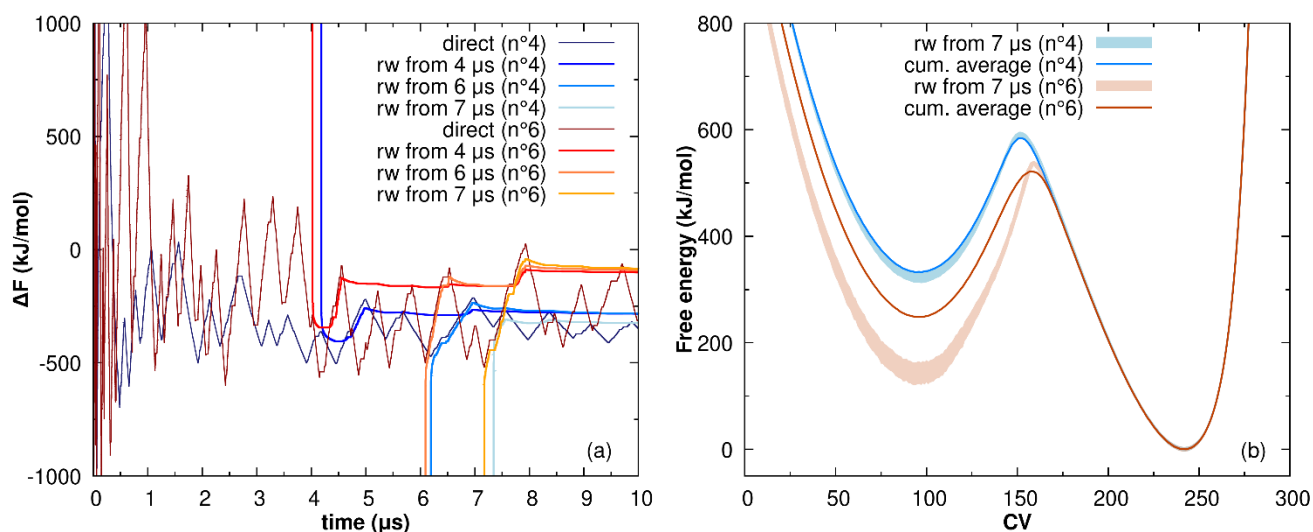 1000
500
0
-500
-1000
ΔF (kJ/mol)
direct (n°4)
rw from 4 µs (n°4)
rw from 6 µs (n°4)
rw from 7 µs (n°4)
direct (n°6)
rw from 4 µs (n°6)
rw from 6 µs (n°6)
rw from 7 µs (n°6)
(a)
0 1 2 3 4 5 6 7 8 9 10
time (µs)
800
600
400
200
0
Free energy (kJ/mol)
rw from 7 µs (n°4)
cum. average (n°4)
rw from 7 µs (n°6)
cum. average (n°6)
(b)
0 50 100 150 200 250 300
CV